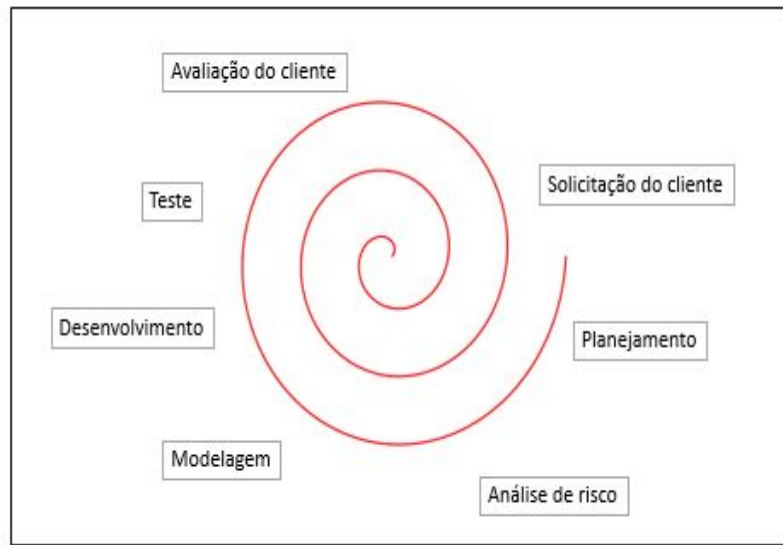 Avaliação do cliente
Solicitação do cliente
Teste
Desenvolvimento
Planejamento
Modelagem
Análise de risco